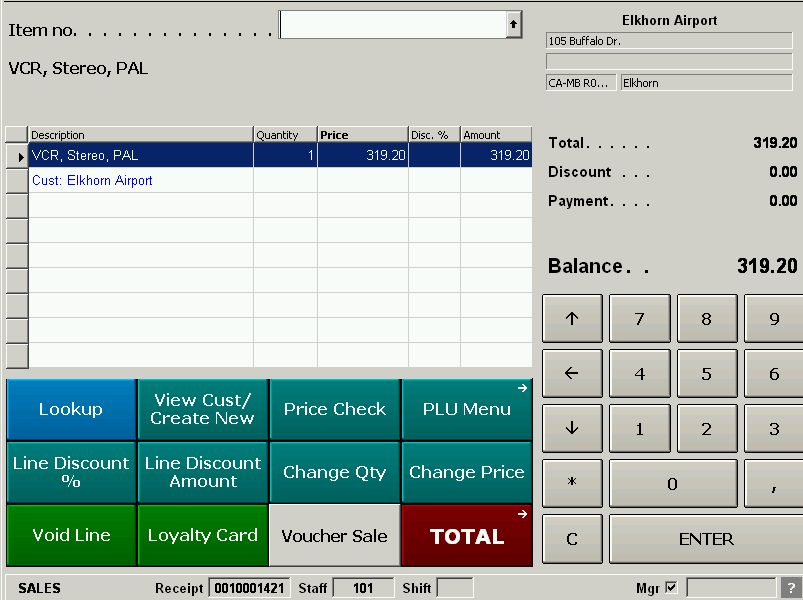 Item no. . . . . . . . . . . . . . .
VCR, Stereo, PAL
Elkhorn Airport
105 Buffalo Dr.
CA-MB R0... Elkhorn
Description Quantity Price Disc. % Amount
VCR, Stereo, PAL 1 319.20 319.20
Cust: Elkhorn Airport
Total. . . . . . 319.20
Discount . . . 0.00
Payment. . . . 0.00
Balance. . . 319.20
↑ 7 8 9
← 4 5 6
↓ 1 2 3
* 0 ,
C ENTER
Lookup
View Cust/
Create New
Price Check
PLU Menu →
Line Discount
%
Line Discount
Amount
Change Qty
Change Price
Void Line
Loyalty Card
Voucher Sale
TOTAL →
SALES Receipt 0010001421 Staff 101 Shift Mgr ?